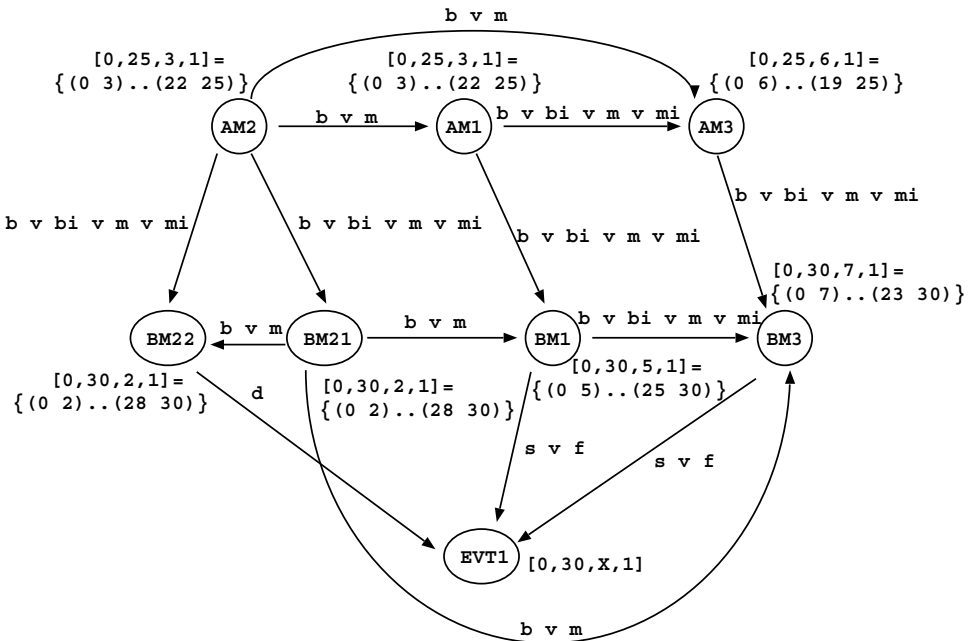 b v m
[0,25,3,1]=
{(0 3)..(22 25)}
[0,25,3,1]=
{(0 3)..(22 25)}
[0,25,6,1]=
{(0 6)..(19 25)}
AM2
b v m
AM1
b v bi v m v mi
AM3
b v bi v m v mi
b v bi v m v mi
b v bi v m v mi
b v bi v m v mi
[0,30,7,1]=
{(0 7)..(23 30)}
BM22
b v m
BM21
b v m
BM1
b v bi v m v mi
BM3
[0,30,2,1]=
{(0 2)..(28 30)}
d
[0,30,2,1]=
{(0 2)..(28 30)}
[0,30,5,1]=
{(0 5)..(25 30)}
s v f
s v f
EVT1
[0,30,X,1]
b v m